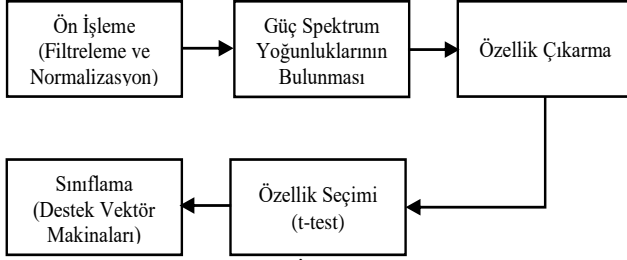 Ön İşleme
(Filtreleme ve
Normalizasyon)
Güç Spektrum
Yoğunluklarının
Bulunması
Özellik Çıkarma
Özellik Seçimi
(t-test)
Sınıflama
(Destek Vektör
Makinaları)